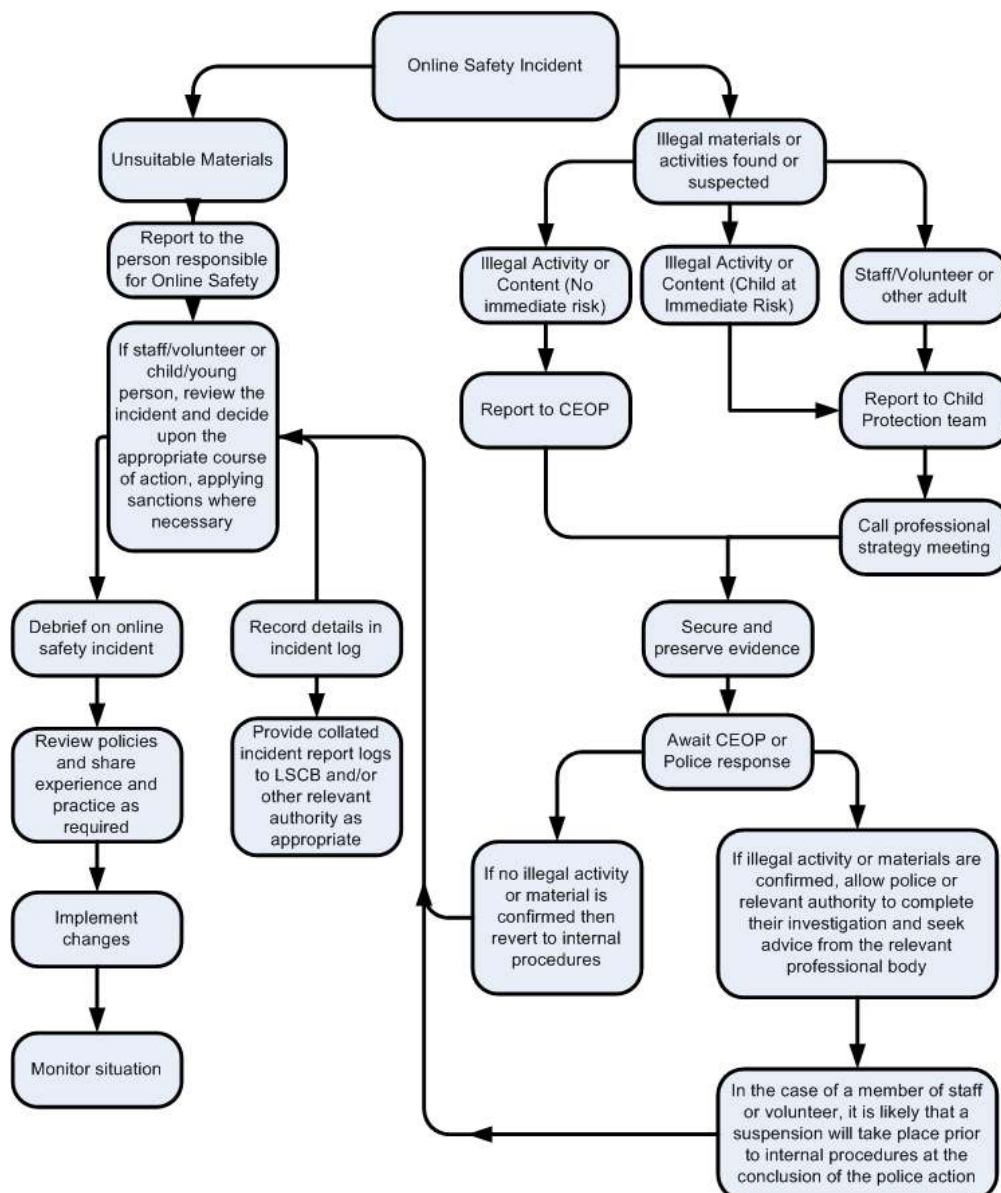 Online Safety Incident
Unsuitable Materials
Report to the
person responsible
for Online Safety
If staff/volunteer or
child/young
person, review the
incident and decide
upon the
appropriate course
of action, applying
sanctions where
necessary
Debrief on online
safety incident
Review policies
and share
experience and
practice as
required
Implement
changes
Monitor situation
Record details in
incident log
Provide collated
incident report logs
to LSCB and/or
other relevant
authority as
appropriate
Illegal materials or
activities found or
suspected
Illegal Activity or
Content (No
immediate risk)
Illegal Activity or
Content (Child at
Immediate Risk)
Staff/Volunteer or
other adult
Report to CEOP
Report to Child
Protection team
Call professional
strategy meeting
Secure and
preserve evidence
Await CEOP or
Police response
If no illegal activity
or material is
confirmed then
revert to internal
procedures
If illegal activity or materials are
confirmed, allow police or
relevant authority to complete
their investigation and seek
advice from the relevant
professional body
In the case of a member of staff
or volunteer, it is likely that a
suspension will take place prior
to internal procedures at the
conclusion of the police action